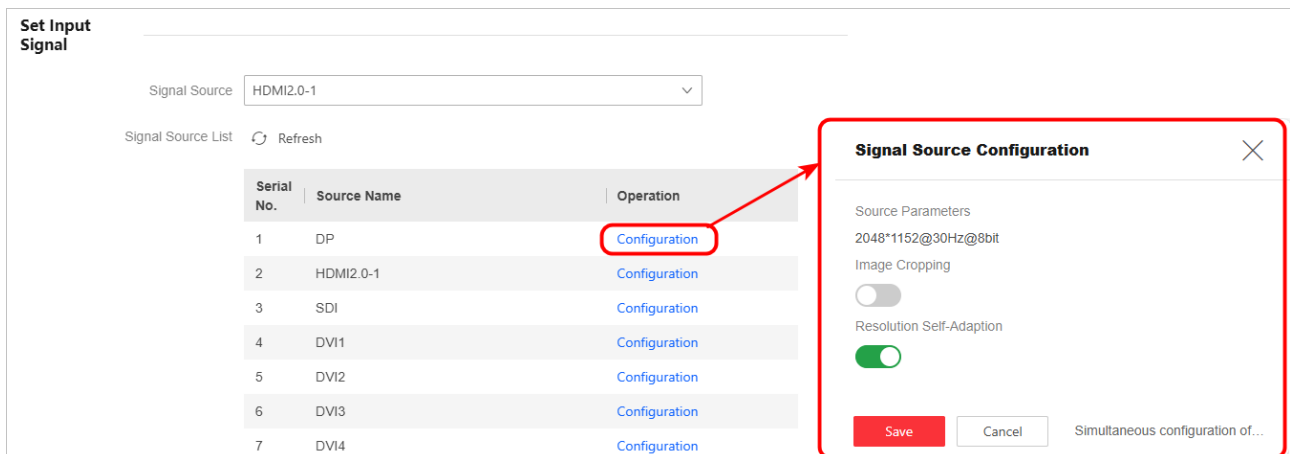 Set Input
Signal
Signal Source HDMI2.0-1
Signal Source List Refresh
Serial
No. Source Name Operation
1 DP Configuration
2 HDMI2.0-1 Configuration
3 SDI Configuration
4 DVI1 Configuration
5 DVI2 Configuration
6 DVI3 Configuration
7 DVI4 Configuration
Signal Source Configuration
Source Parameters
2048*1152@30Hz@8bit
Image Cropping
Resolution Self-Adaption
Save Cancel Simultaneous configuration of...